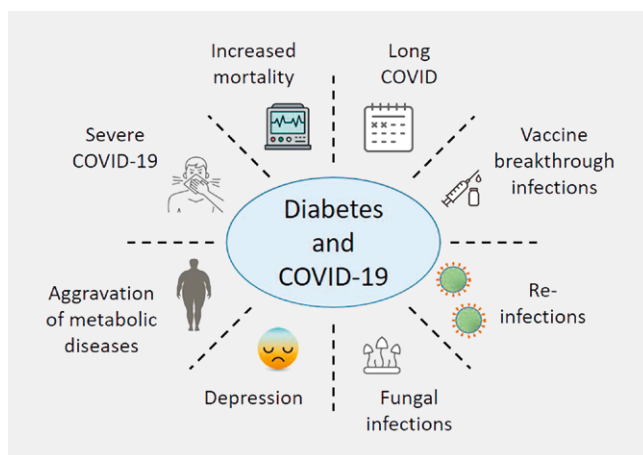 Increased
mortality
Long
COVID
Severe
COVID-19
Vaccine
breakthrough
infections
Diabetes
and
COVID-19
Aggravation
of metabolic
diseases
Re-
infections
Depression
Fungal
infections